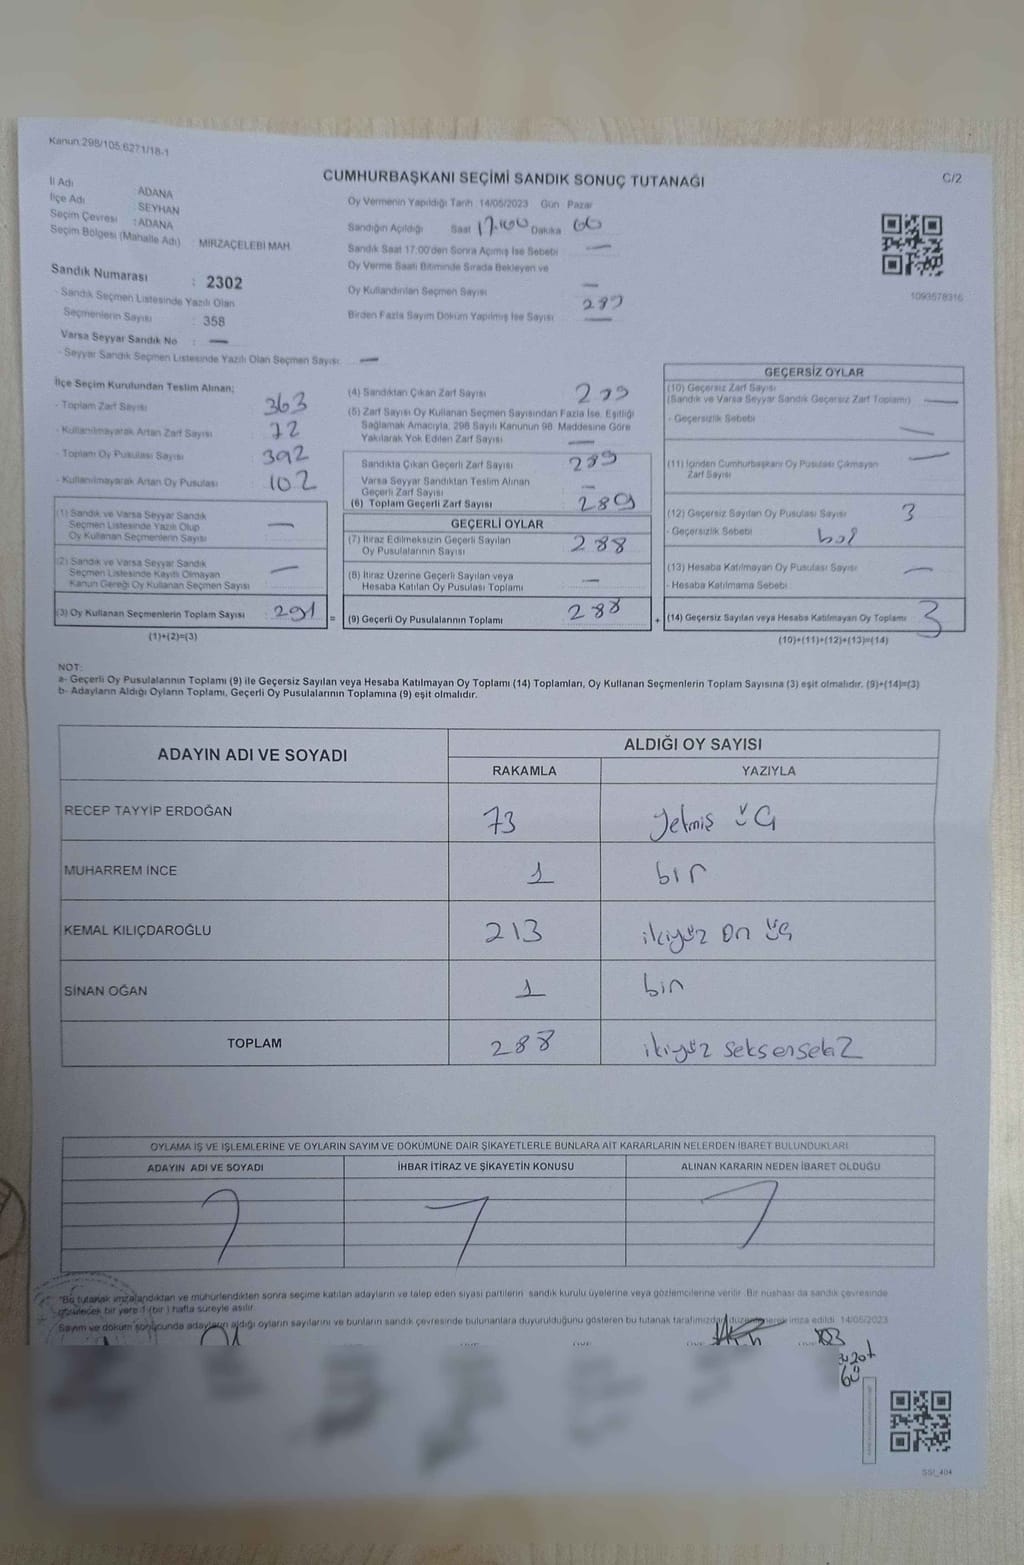 Kanun:298/105;6271/18-1
C/2
CUMHURBAŞKANI SEÇİMİ SANDIK SONUÇ TUTANAĞI
İl Adı : ADANA
İlçe Adı : SEYHAN
Seçim Çevresi : ADANA
Seçim Bölgesi (Mahalle Adı) MİRZAÇELEBİ MAH.
Sandık Numarası : 2302
- Sandık Seçmen Listesinde Yazılı Olan
Seçmenlerin Sayısı : 358
Varsa Seyyar Sandık No : —
- Seyyar Sandık Seçmen Listesinde Yazılı Olan Seçmen Sayısı: —
Oy Vermenin Yapıldığı Tarih :14/05/2023 Gün : Pazar
Sandığın Açıldığı Saat 17:00 Dakika 00
Sandık Saat 17:00'den Sonra Açılmış İse Sebebi —
Oy Verme Saati Bitiminde Sırada Bekleyen ve
Oy Kullandırılan Seçmen Sayısı —
Birden Fazla Sayım Döküm Yapılmış İse Sayısı —
1093578316
İlçe Seçim Kurulundan Teslim Alınan;
- Toplam Zarf Sayısı : 363
- Kullanılmayarak Artan Zarf Sayısı : 72
- Toplam Oy Pusulası Sayısı : 392
- Kullanılmayarak Artan Oy Pusulası : 102
(1) Sandık ve Varsa Seyyar Sandık
Seçmen Listesinde Yazılı Olup
Oy Kullanan Seçmenlerin Sayısı : —
(2) Sandık ve Varsa Seyyar Sandık
Seçmen Listesinde Kayıtlı Olmayan
Kanun Gereği Oy Kullanan Seçmen Sayısı : —
(3) Oy Kullanan Seçmenlerin Toplam Sayısı : 291
(1)+(2)=(3)
=
(4) Sandıktan Çıkan Zarf Sayısı
(5) Zarf Sayısı Oy Kullanan Seçmen Sayısından Fazla İse, Eşitliği
Sağlamak Amacıyla, 298 Sayılı Kanunun 98. Maddesine Göre
Yakılarak Yok Edilen Zarf Sayısı —
Sandıkta Çıkan Geçerli Zarf Sayısı
Varsa Seyyar Sandıktan Teslim Alınan
Geçerli Zarf Sayısı —
(6) Toplam Geçerli Zarf Sayısı 289
GEÇERLİ OYLAR
(7) İtiraz Edilmeksizin Geçerli Sayılan
Oy Pusulalarının Sayısı 288
(8) İtiraz Üzerine Geçerli Sayılan veya
Hesaba Katılan Oy Pusulası Toplamı —
(9) Geçerli Oy Pusulalarının Toplamı 288
+
GEÇERSİZ OYLAR
(10) Geçersiz Zarf Sayısı
(Sandık ve Varsa Seyyar Sandık Geçersiz Zarf Toplamı) —
- Geçersizlik Sebebi : —
(11) İçinden Cumhurbaşkanı Oy Pusulası Çıkmayan
Zarf Sayısı —
(12) Geçersiz Sayılan Oy Pusulası Sayısı 3
- Geçersizlik Sebebi : boş
(13) Hesaba Katılmayan Oy Pusulası Sayısı —
- Hesaba Katılmama Sebebi :
(14) Geçersiz Sayılan veya Hesaba Katılmayan Oy Toplamı 3
(10)+(11)+(12)+(13)=(14)
NOT:
a- Geçerli Oy Pusulalarının Toplamı (9) ile Geçersiz Sayılan veya Hesaba Katılmayan Oy Toplamı (14) Toplamları, Oy Kullanan Seçmenlerin Toplam Sayısına (3) eşit olmalıdır. (9)+(14)=(3)
b- Adayların Aldığı Oyların Toplamı, Geçerli Oy Pusulalarının Toplamına (9) eşit olmalıdır.
ADAYIN ADI VE SOYADI ALDIĞI OY SAYISI
RAKAMLA YAZIYLA
RECEP TAYYİP ERDOĞAN 73 yetmiş üç
MUHARREM İNCE 1 bir
KEMAL KILIÇDAROĞLU 213 ikiyüz on üç
SİNAN OĞAN 1 bir
TOPLAM 288 ikiyüz seksensekiz
OYLAMA İŞ VE İŞLEMLERİNE VE OYLARIN SAYIM VE DÖKÜMÜNE DAİR ŞİKAYETLERLE BUNLARA AİT KARARLARIN NELERDEN İBARET BULUNDUKLARI
ADAYIN ADI VE SOYADI İHBAR İTİRAZ VE ŞİKAYETİN KONUSU ALINAN KARARIN NEDEN İBARET OLDUĞU
*Bu tutanak imzalandıktan ve mühürlendikten sonra seçime katılan adayların ve talep eden siyasi partilerin sandık kurulu üyelerine veya gözlemcilerine verilir. Bir nüshası da sandık çevresinde
görülecek bir yere 1 (bir ) hafta süreyle asılır.
Sayım ve döküm sonucunda adayların aldığı oyların sayılarını ve bunların sandık çevresinde bulunanlara duyurulduğunu gösteren bu tutanak tarafımızdan düzenlenerek imza edildi. 14/05/2023
SSI_404